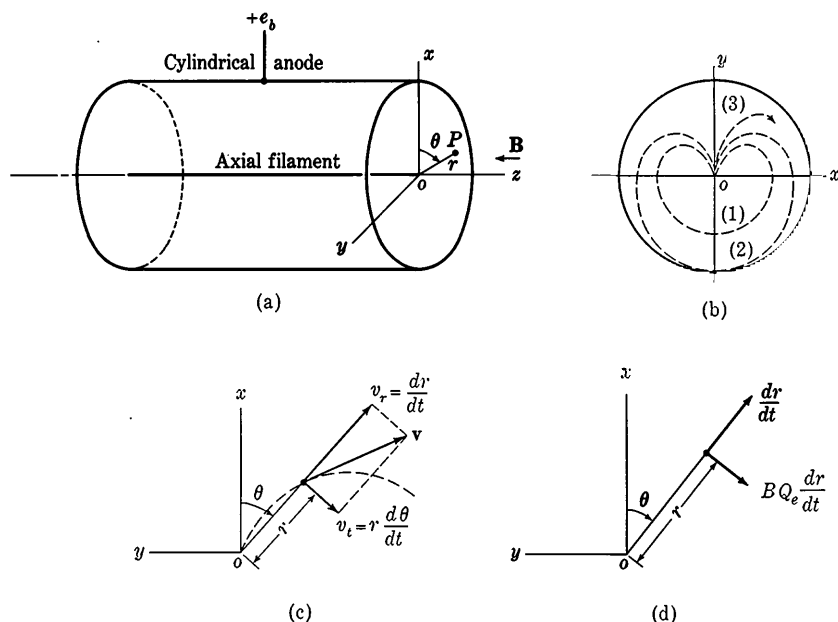 +e_b
Cylindrical anode
x
θ P
r
B
Axial filament
o
z
y
(a)
y
(3)
o
x
(1)
(2)
(b)
x
v_r = dr/dt
v
θ
r
v_t = r dθ/dt
y
o
(c)
x
dr/dt
θ
r
BQ_e dr/dt
y
o
(d)